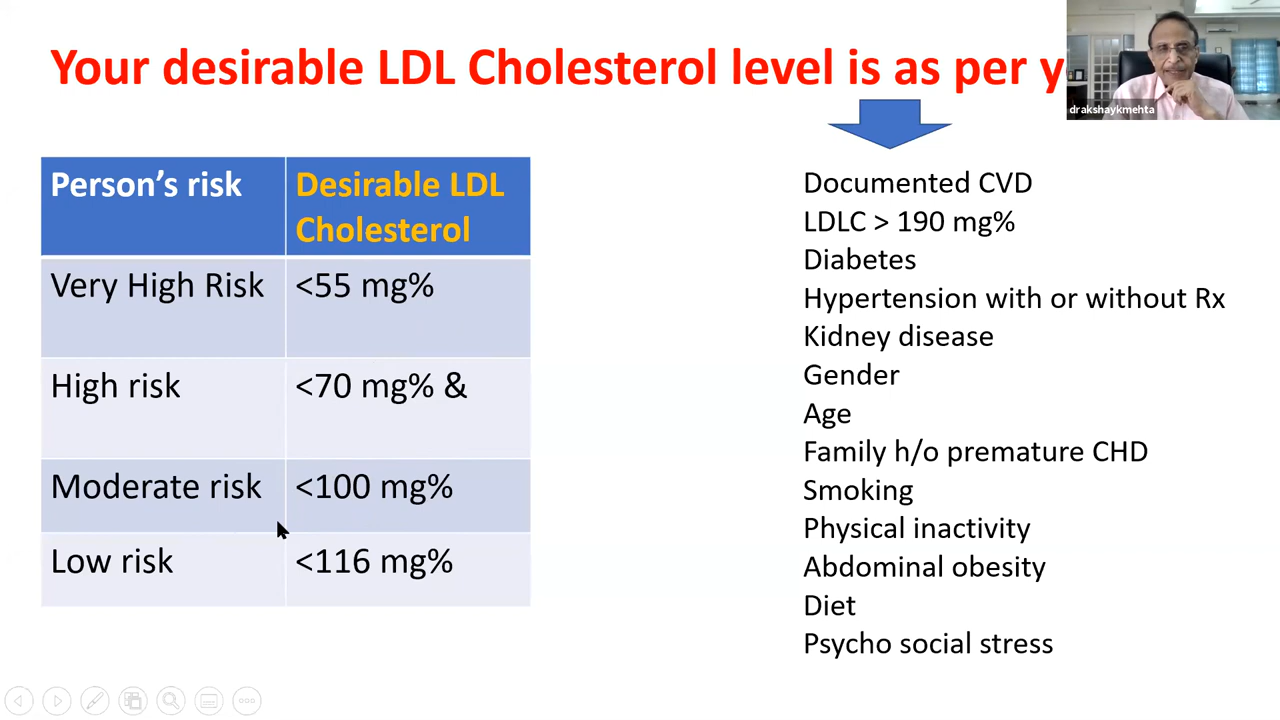 Your desirable LDL Cholesterol level is as per y
drakshaykmehta
Person's risk
Desirable LDL
Cholesterol
Very High Risk
<55 mg%
High risk
<70 mg% &
Moderate risk
<100 mg%
Low risk
<116 mg%
Documented CVD
LDLC > 190 mg%
Diabetes
Hypertension with or without Rx
Kidney disease
Gender
Age
Family h/o premature CHD
Smoking
Physical inactivity
Abdominal obesity
Diet
Psycho social stress